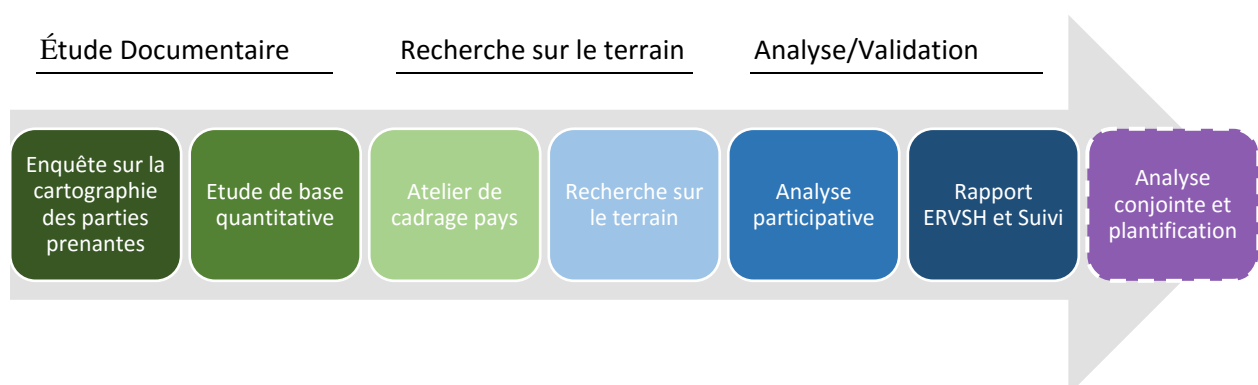 Étude Documentaire
Recherche sur le terrain
Analyse/Validation
Enquête sur la
cartographie
des parties
prenantes
Etude de base
quantitative
Atelier de
cadrage pays
Recherche sur
le terrain
Analyse
participative
Rapport
ERVSH et Suivi
Analyse
conjointe et
plantification